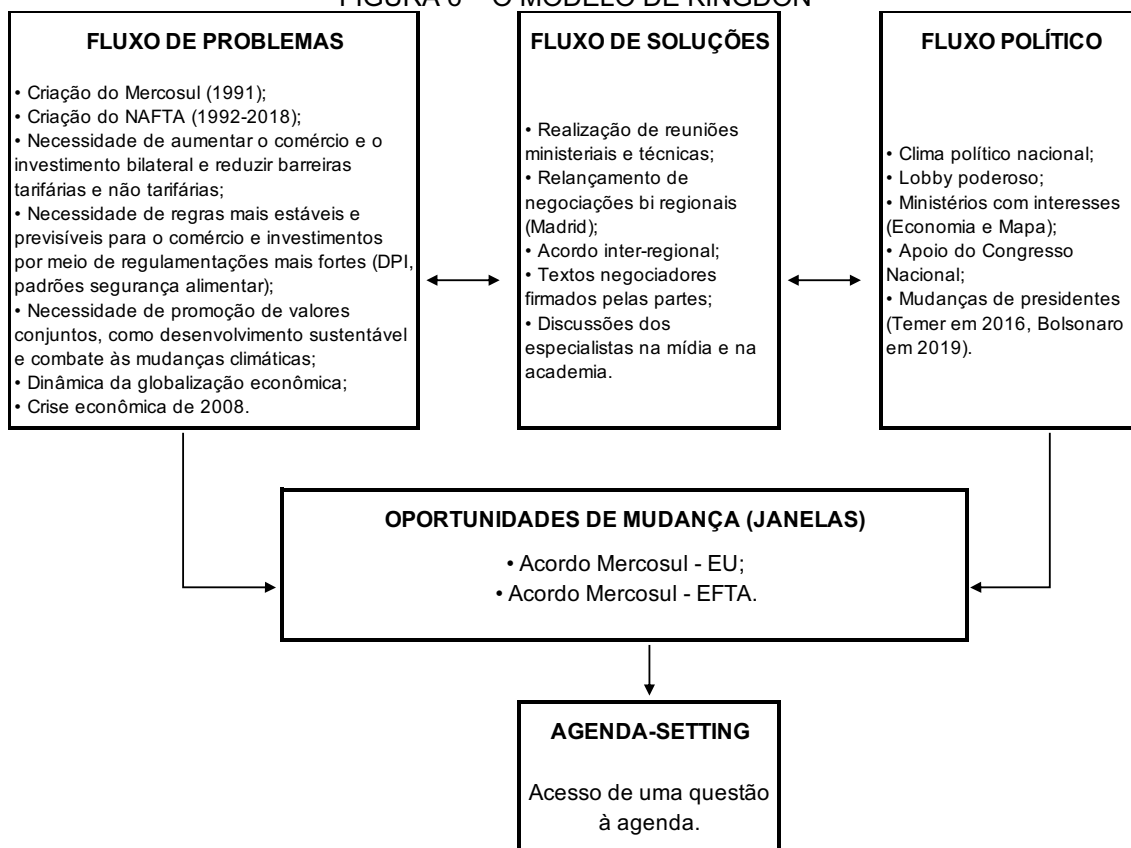 FIGURA 6 – O MODELO DE KINGDON
FLUXO DE PROBLEMAS
• Criação do Mercosul (1991);
• Criação do NAFTA (1992-2018);
• Necessidade de aumentar o comércio e o
investimento bilateral e reduzir barreiras
tarifárias e não tarifárias;
• Necessidade de regras mais estáveis e
previsíveis para o comércio e investimentos
por meio de regulamentações mais fortes (DPI,
padrões segurança alimentar);
• Necessidade de promoção de valores
conjuntos, como desenvolvimento sustentável
e combate às mudanças climáticas;
• Dinâmica da globalização econômica;
• Crise econômica de 2008.
FLUXO DE SOLUÇÕES
• Realização de reuniões
ministeriais e técnicas;
• Relançamento de
negociações bi regionais
(Madrid);
• Acordo inter-regional;
• Textos negociadores
firmados pelas partes;
• Discussões dos
especialistas na mídia e na
academia.
FLUXO POLÍTICO
• Clima político nacional;
• Lobby poderoso;
• Ministérios com interesses
(Economia e Mapa);
• Apoio do Congresso
Nacional;
• Mudanças de presidentes
(Temer em 2016, Bolsonaro
em 2019).
OPORTUNIDADES DE MUDANÇA (JANELAS)
• Acordo Mercosul - EU;
• Acordo Mercosul - EFTA.
AGENDA-SETTING
Acesso de uma questão
à agenda.